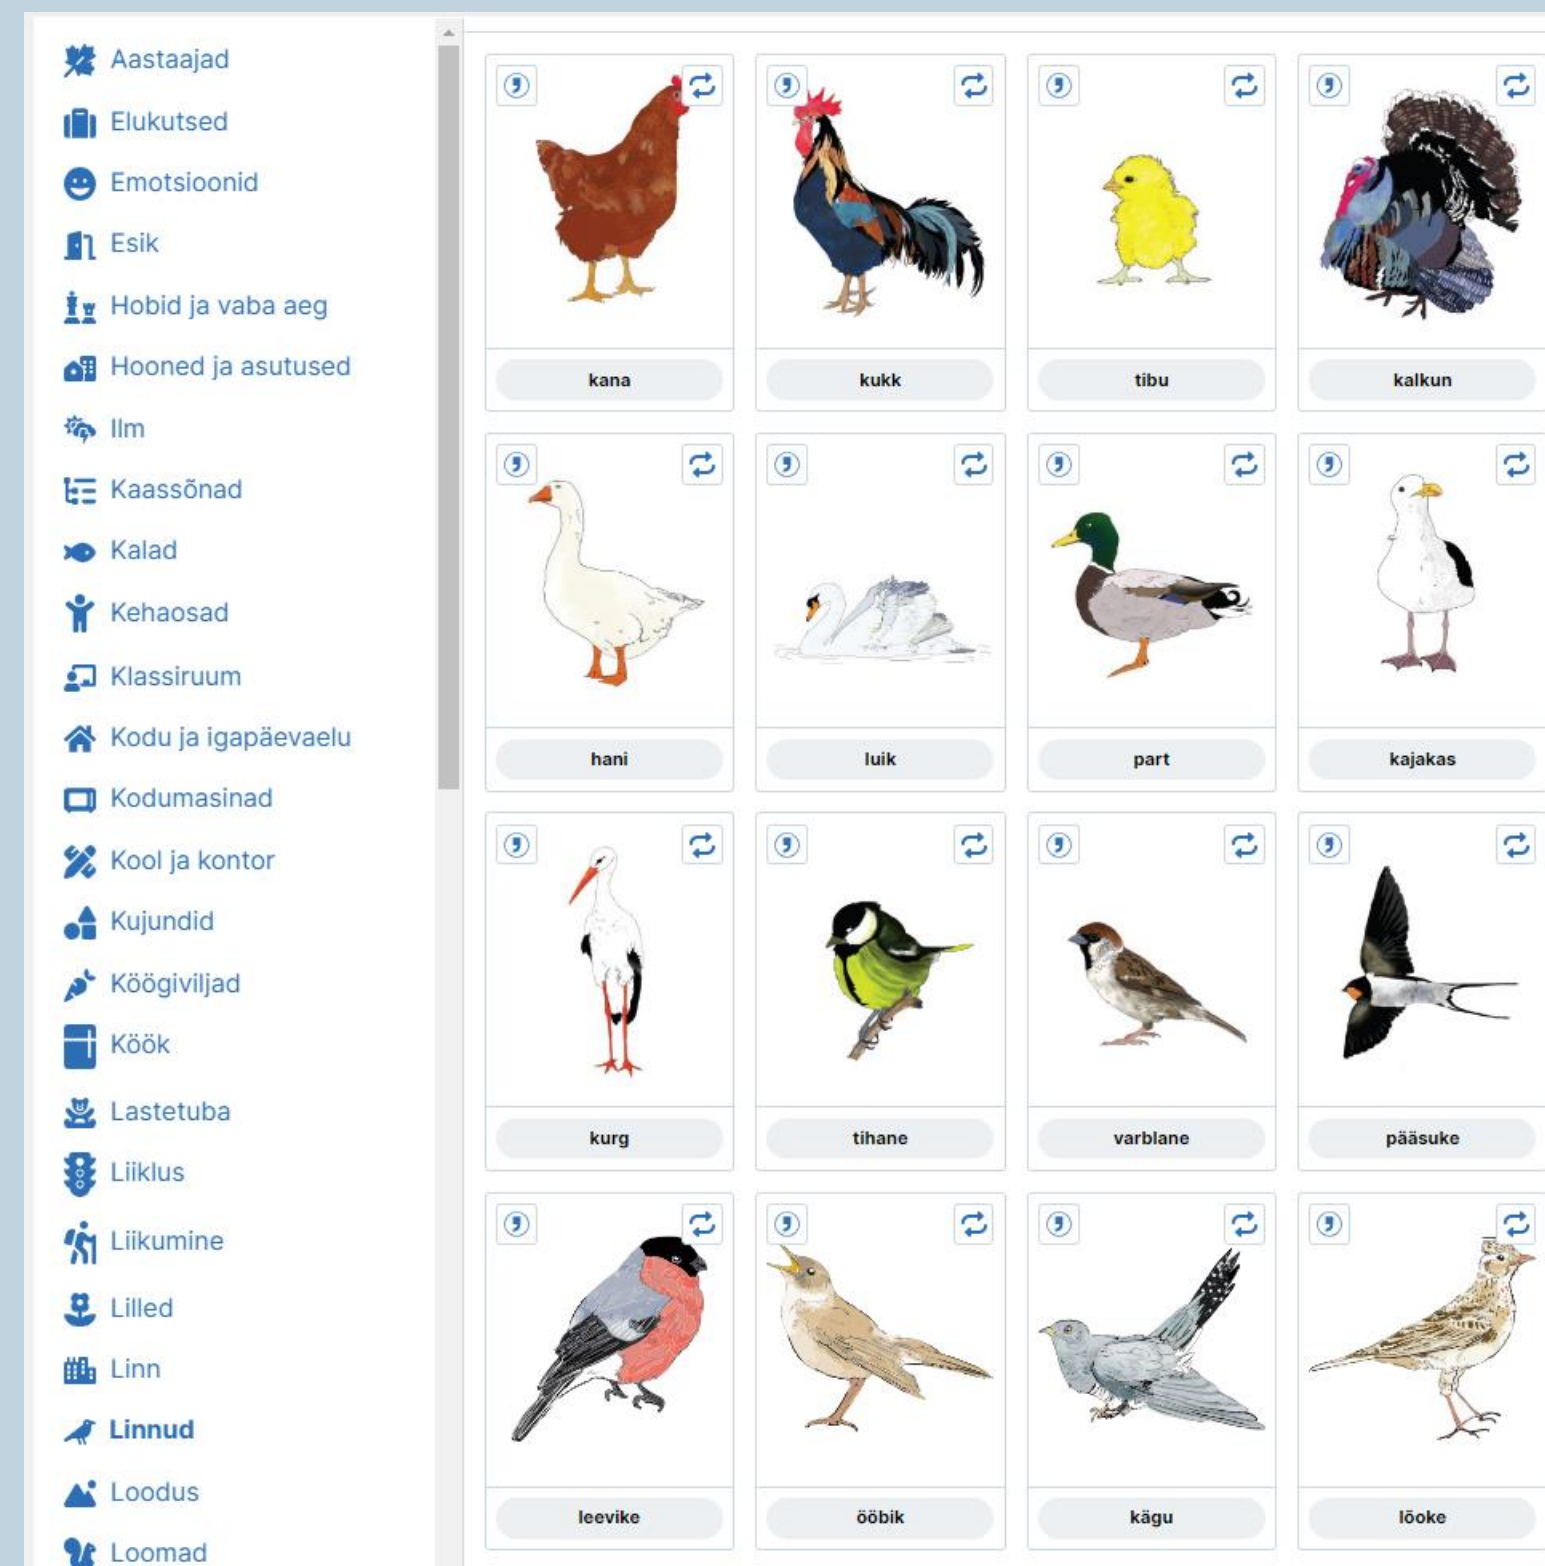 Aastaajad
Elukutsed
Emotsioonid
Esik
Hobid ja vaba aeg
Hooned ja asutused
Ilm
Kaassõnad
Kalad
Kehaosad
Klassiruum
Kodu ja igapäevaelu
Kodumasinad
Kool ja kontor
Kujundid
Köögiviljad
Köök
Lastetuba
Liiklus
Liikumine
Lilled
Linn
Linnud
Loodus
Loomad
kana kukk tibu kalkun
hani luik part kajakas
kurg tihane varblane pääsuke
leevike ööbik kägu lõoke